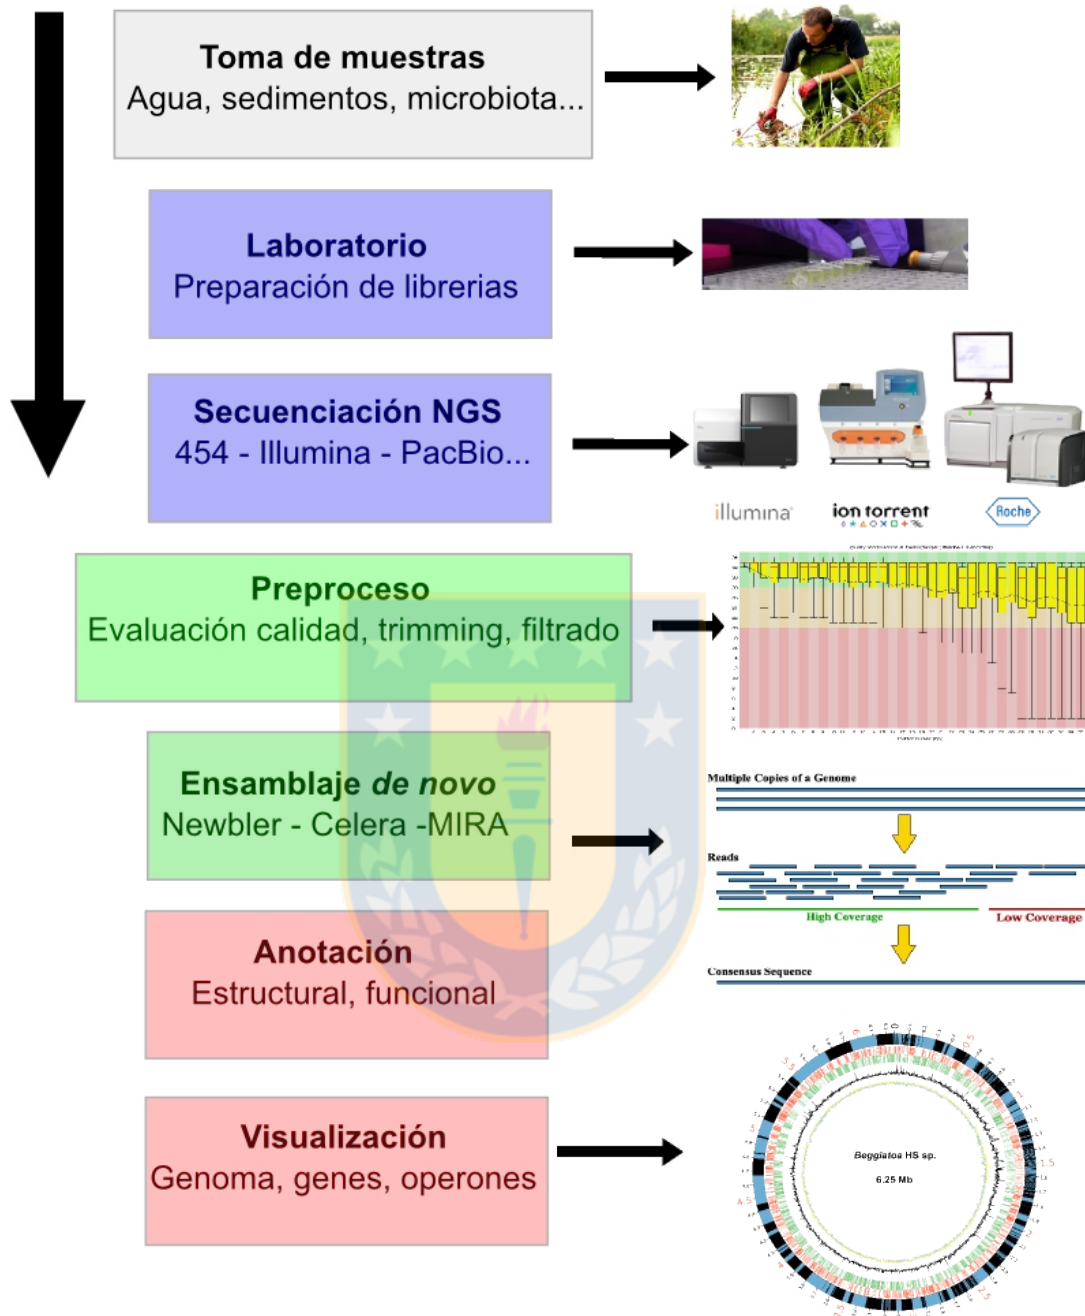 Toma de muestras
Agua, sedimentos, microbiota...
Laboratorio
Preparación de librerias
Secuenciación NGS
454 - Illumina - PacBio...
illumina
ion torrent
Roche
Preproceso
Evaluación calidad, trimming, filtrado
Ensamblaje de novo
Newbler - Celera -MIRA
Multiple Copies of a Genome
Reads
High Coverage
Low Coverage
Consensus Sequence
Anotación
Estructural, funcional
Visualización
Genoma, genes, operones
Beggiatoa HS sp.
6.25 Mb